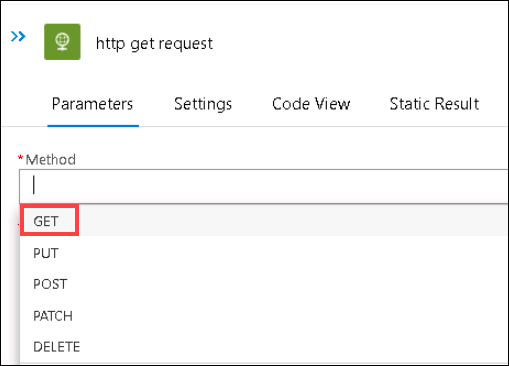 http get request
Parameters Settings Code View Static Result
*Method
GET
PUT
POST
PATCH
DELETE